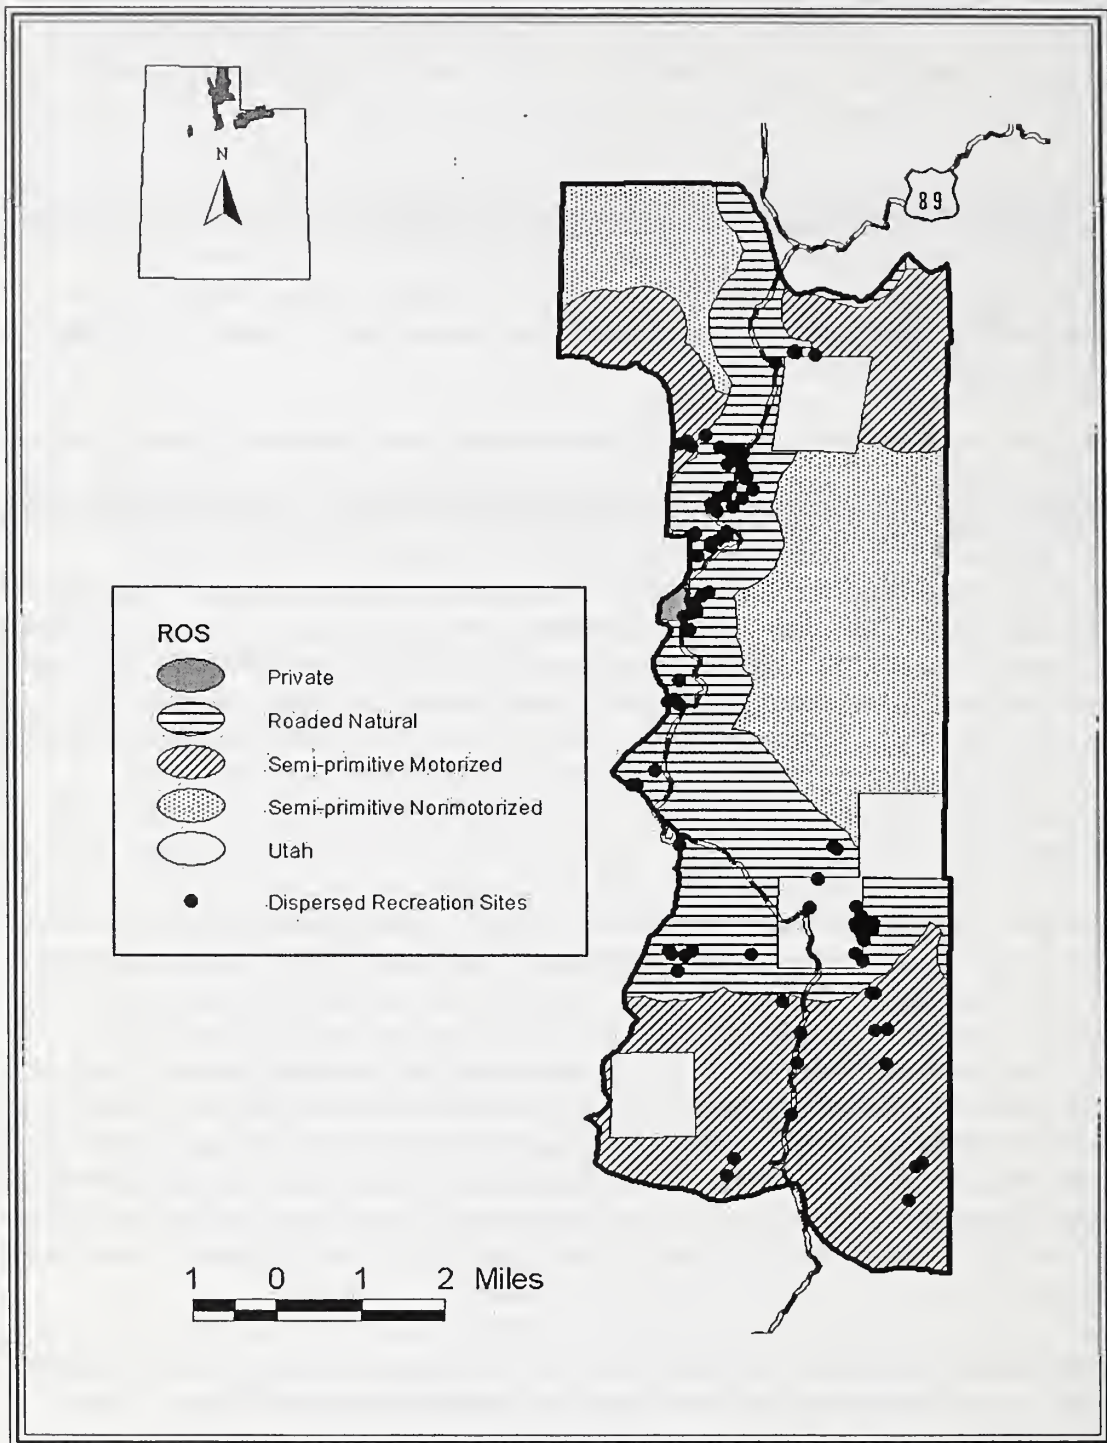 N
89
ROS
Private
Roaded Natural
Semi-primitive Motorized
Semi-primitive Nonmotorized
Utah
Dispersed Recreation Sites
1 0 1 2 Miles